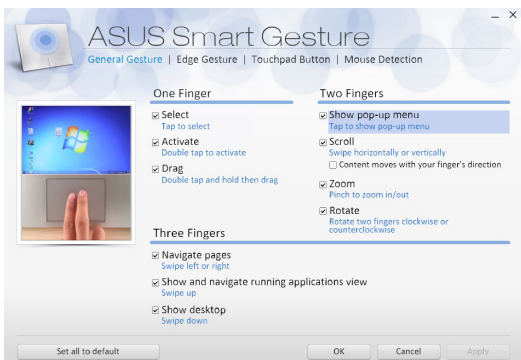 ASUS Smart Gesture
General Gesture | Edge Gesture | Touchpad Button | Mouse Detection
One Finger
Select
Tap to select
Activate
Double tap to activate
Drag
Double tap and hold then drag
Two Fingers
Show pop-up menu
Tap to show pop-up menu
Scroll
Swipe horizontally or vertically
Content moves with your finger's direction
Zoom
Pinch to zoom in/out
Rotate
Rotate two fingers clockwise or
counterclockwise
Three Fingers
Navigate pages
Swipe left or right
Show and navigate running applications view
Swipe up
Show desktop
Swipe down
Set all to default
OK
Cancel
Apply